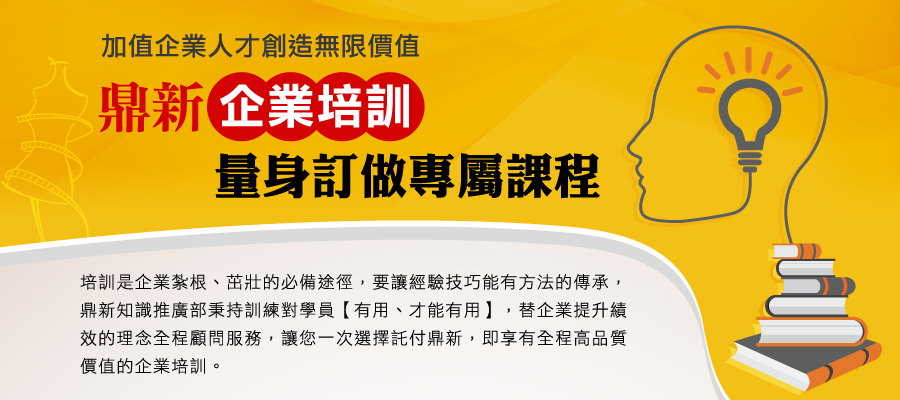 加值企業人才創造無限價值
鼎新企業培訓
量身訂做專屬課程
培訓是企業紮根、茁壯的必備途徑，要讓經驗技巧能有方法的傳承，
鼎新知識推廣部秉持訓練對學員【有用、才能有用】，替企業提升績
效的理念全程顧問服務，讓您一次選擇託付鼎新，即享有全程高品質
價值的企業培訓。